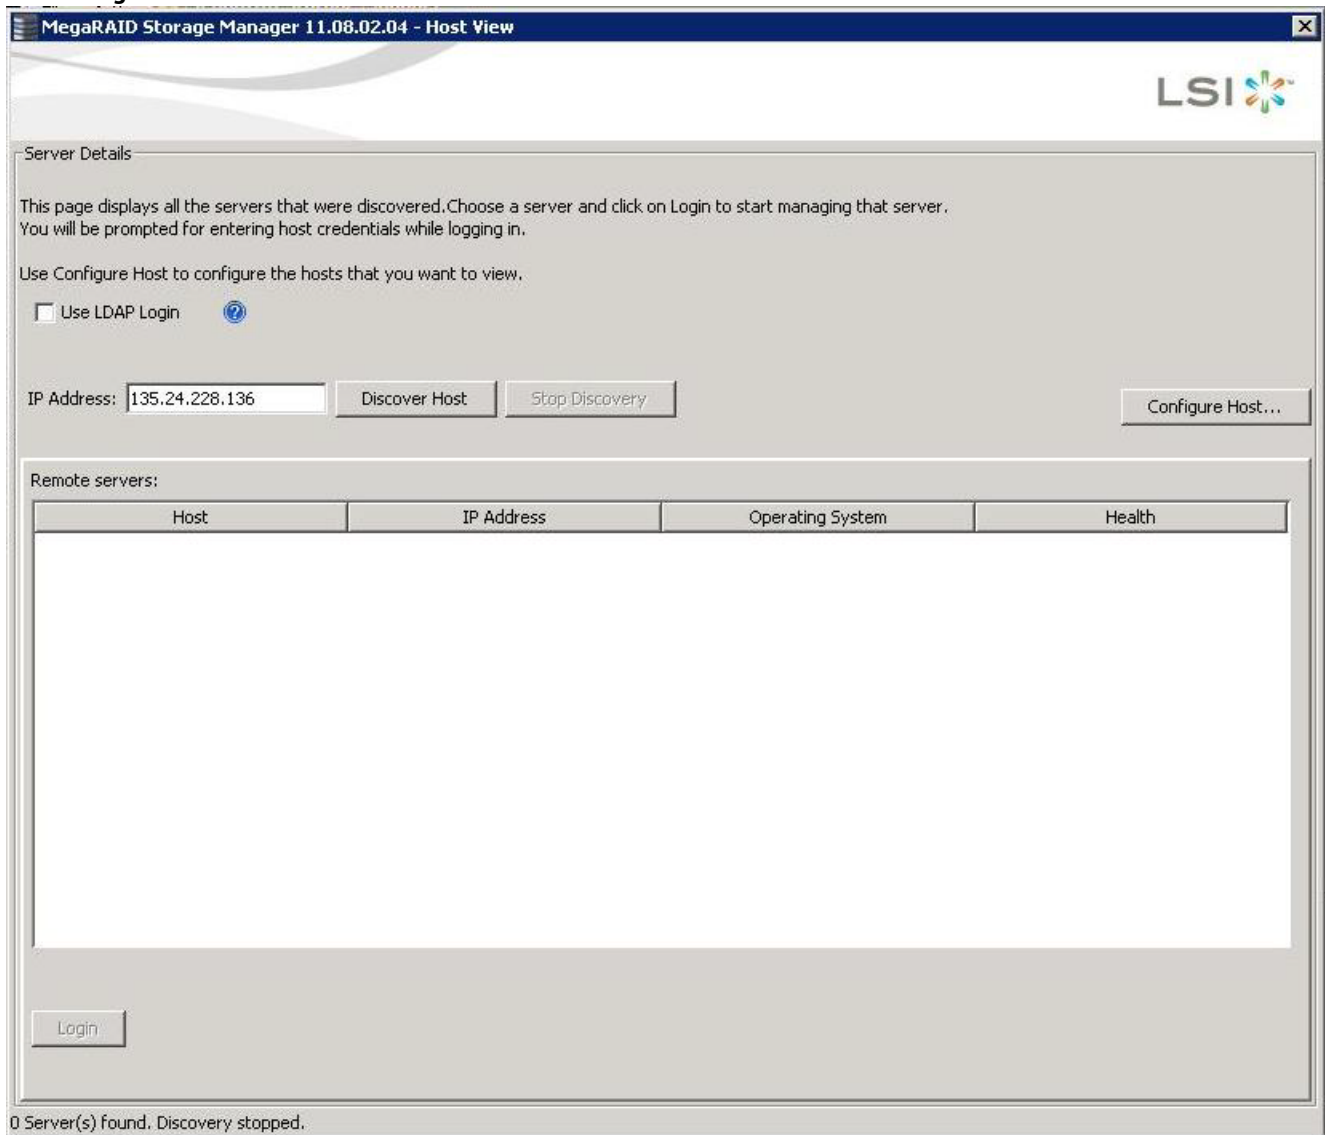 MegaRAID Storage Manager 11.08.02.04 - Host View
LSI
Server Details
This page displays all the servers that were discovered.Choose a server and click on Login to start managing that server.
You will be prompted for entering host credentials while logging in.
Use Configure Host to configure the hosts that you want to view.
Use LDAP Login
IP Address: 135.24.228.136 Discover Host Stop Discovery Configure Host...
Remote servers:
Host IP Address Operating System Health
Login
0 Server(s) found. Discovery stopped.